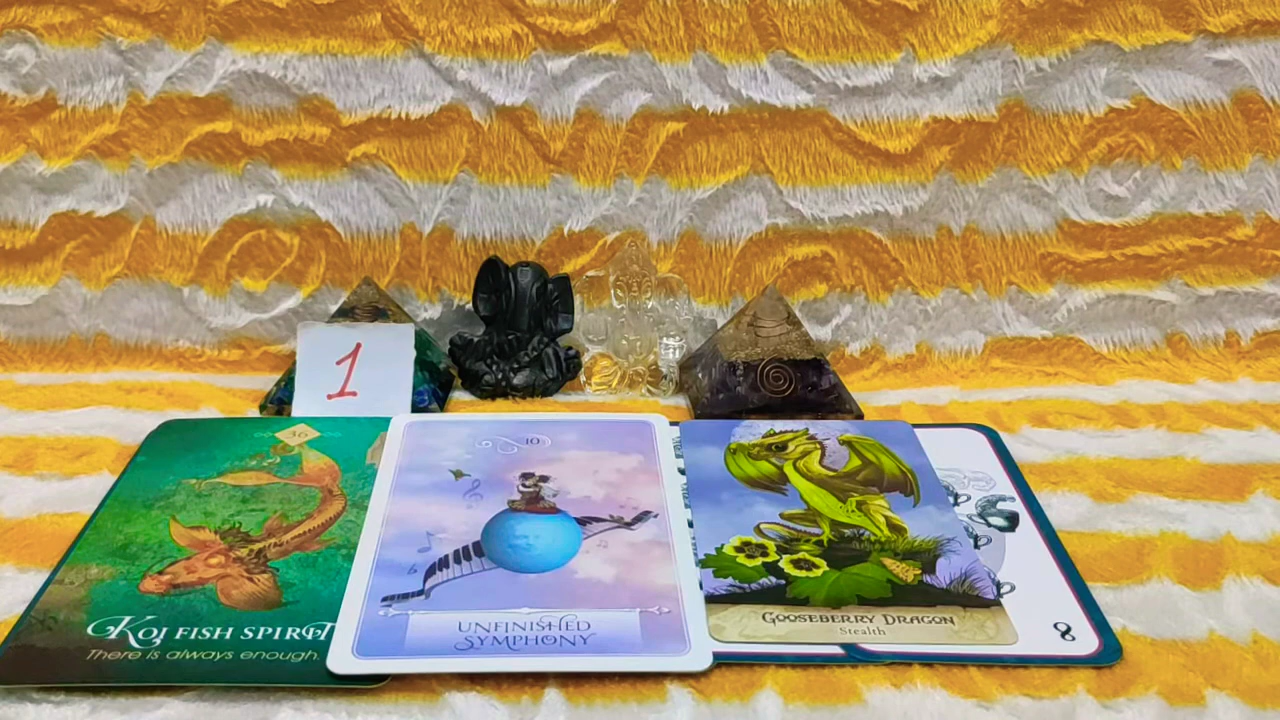 1
36
Koi fish spirit
There is always enough.
10
UNFINISHED
SYMPHONY
Gooseberry Dragon
Stealth
8